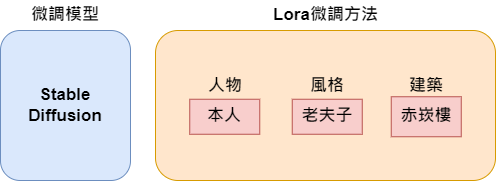 微調模型
Lora微調方法
Stable
Diffusion
人物
風格
建築
本人
老夫子
赤崁樓